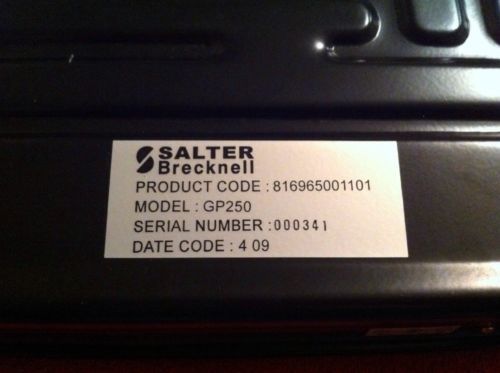 SALTER
Brecknell
PRODUCT CODE : 816965001101
MODEL : GP250
SERIAL NUMBER : 000341
DATE CODE : 4 09